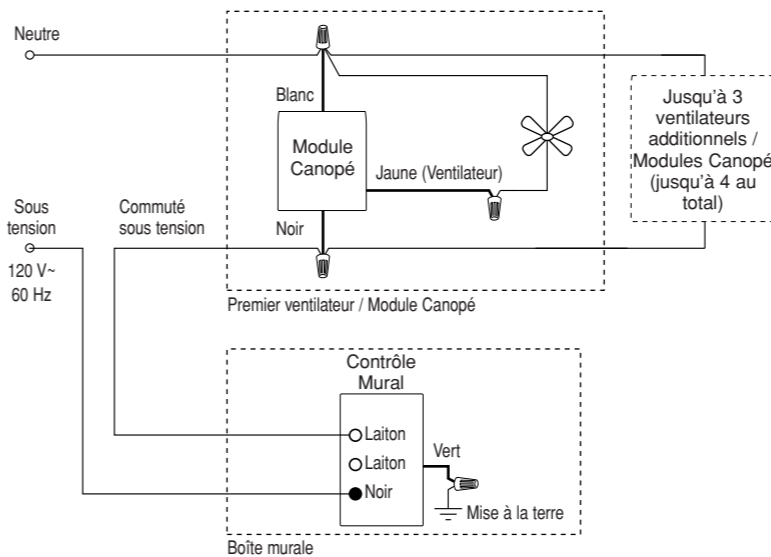 Neutre
Blanc
Module
Canopé
Jaune (Ventilateur)
Noir
Jusqu'à 3
ventilateurs
additionnels /
Modules Canopé
(jusqu'à 4 au
total)
Sous
tension
120 V~
60 Hz
Commuté
sous tension
Premier ventilateur / Module Canopé
Contrôle
Mural
Laiton
Laiton
Noir
Vert
Mise à la terre
Boîte murale